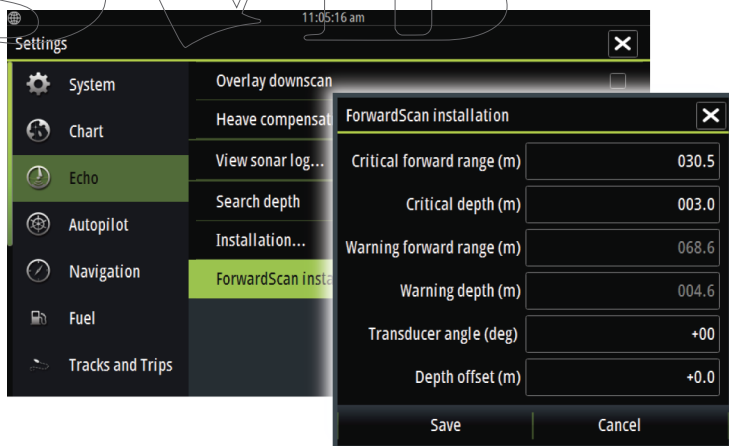 11:05:16 am
Settings
System
Chart
Echo
Autopilot
Navigation
Fuel
Tracks and Trips
Overlay downscan
Heave compensat
View sonar log...
Search depth
Installation...
ForwardScan insta
ForwardScan installation
Critical forward range (m) 030.5
Critical depth (m) 003.0
Warning forward range (m) 068.6
Warning depth (m) 004.6
Transducer angle (deg) +00
Depth offset (m) +0.0
Save Cancel